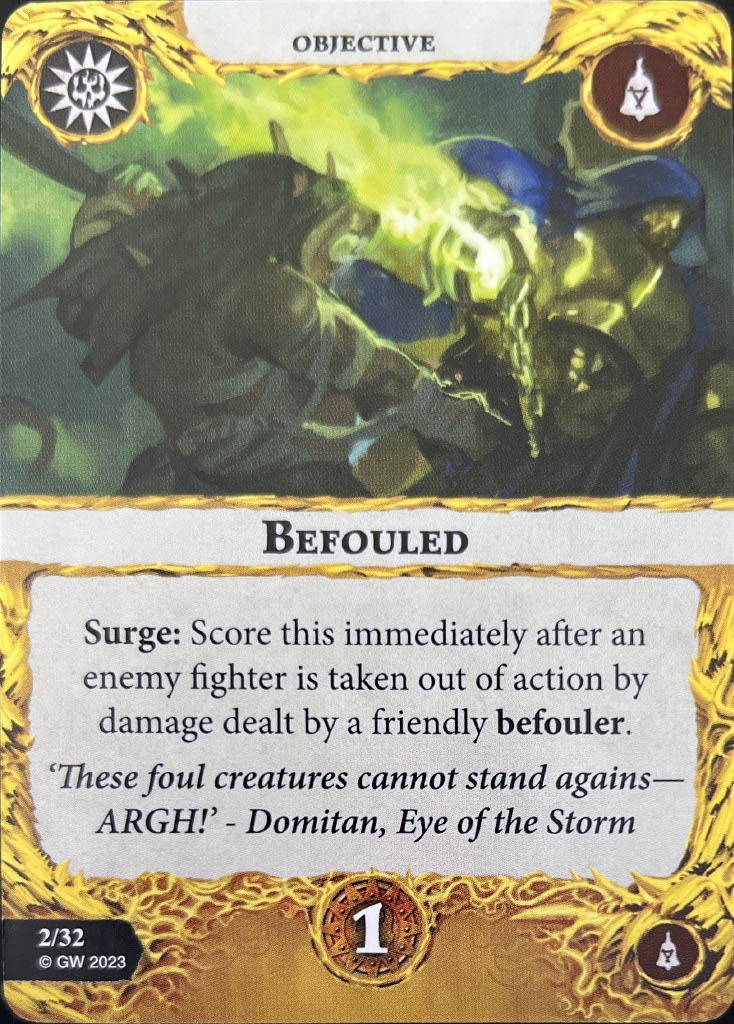 OBJECTIVE
BEFOULED
Surge: Score this immediately after an
enemy fighter is taken out of action by
damage dealt by a friendly befouler.
‘These foul creatures cannot stand agains—
ARGH!’ - Domitan, Eye of the Storm
1
2/32
© GW 2023